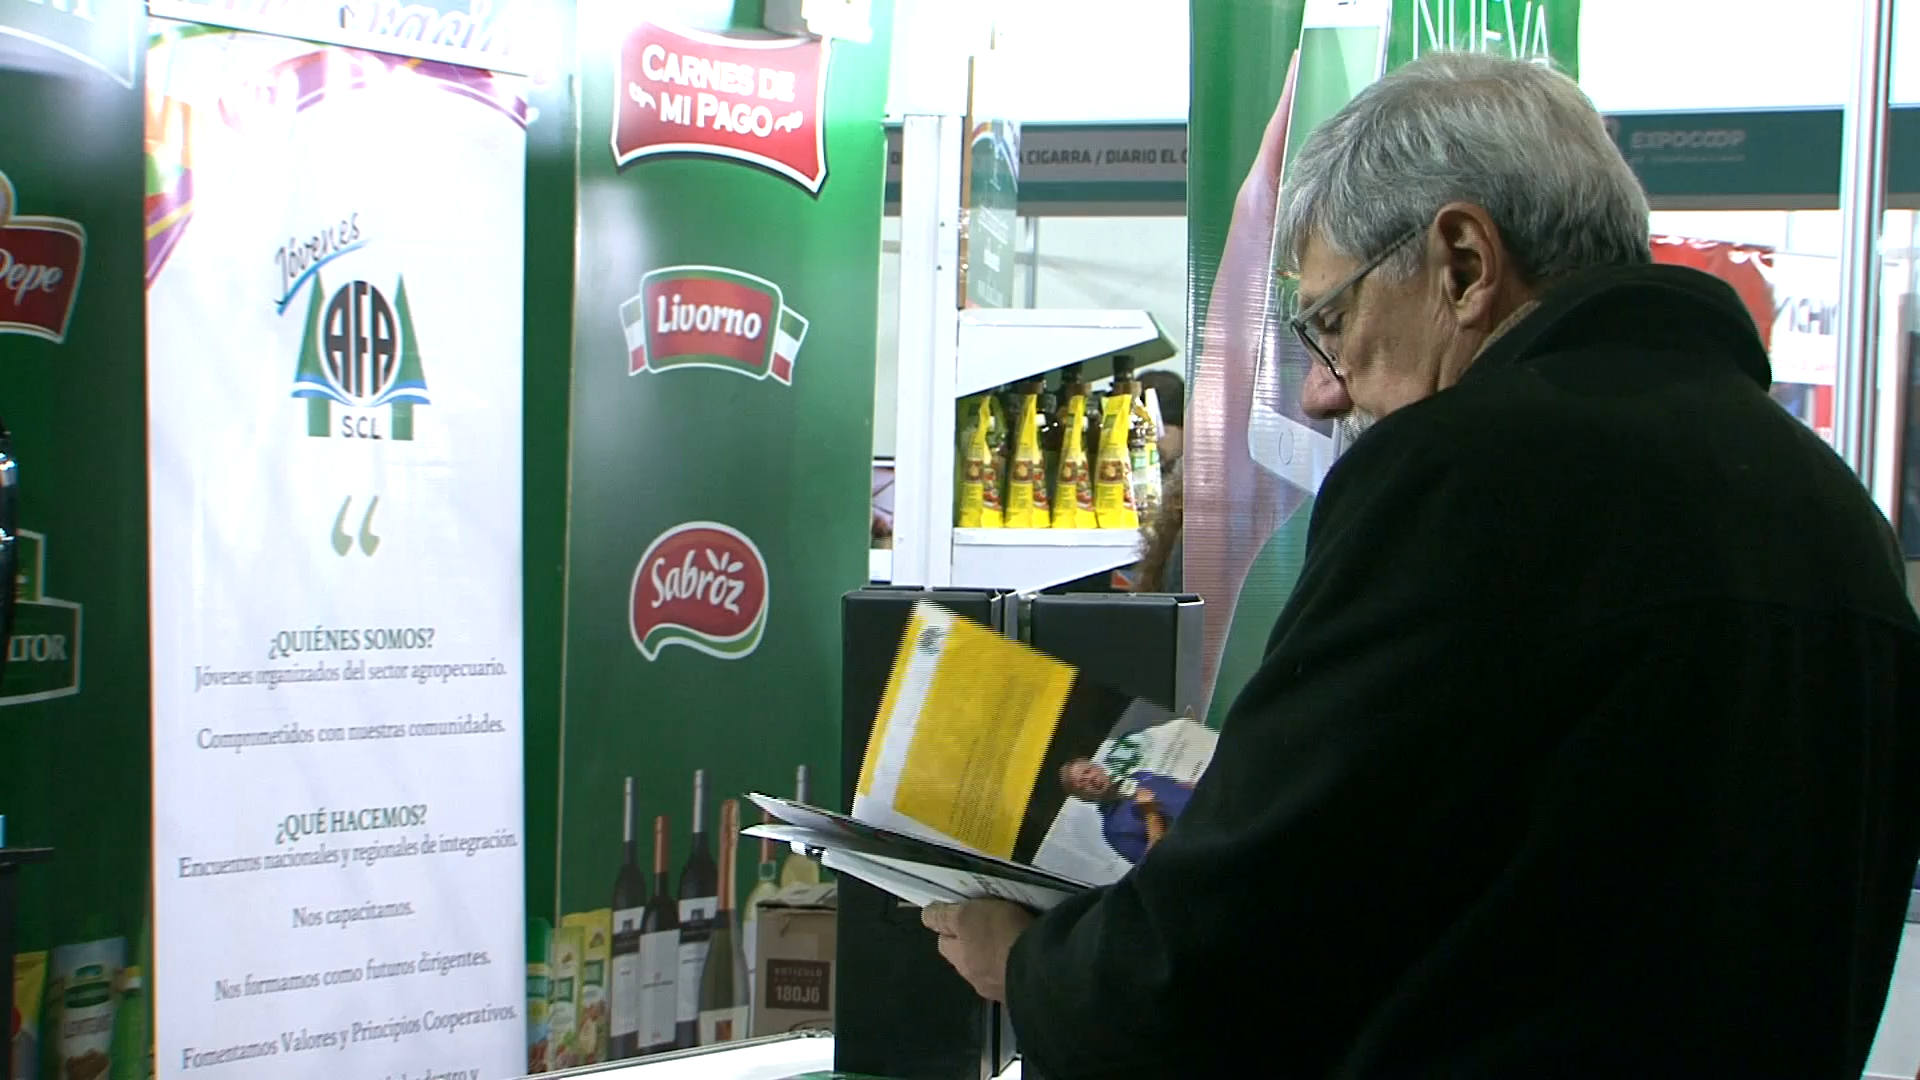 Jóvenes
AFA
S.C.L
“
¿QUIÉNES SOMOS?
Jóvenes organizados del sector agropecuario.
Comprometidos con nuestras comunidades.
¿QUÉ HACEMOS?
Encuentros nacionales y regionales de integración.
Nos capacitamos.
Nos formamos como futuros dirigentes.
Fomentamos Valores y Principios Cooperativos.
Pepe
CARNES DE
MI PAGO
Livorno
Sabroz
180J6
CIGARRA / DIARIO EL
EXPOCOOP
NUEVA